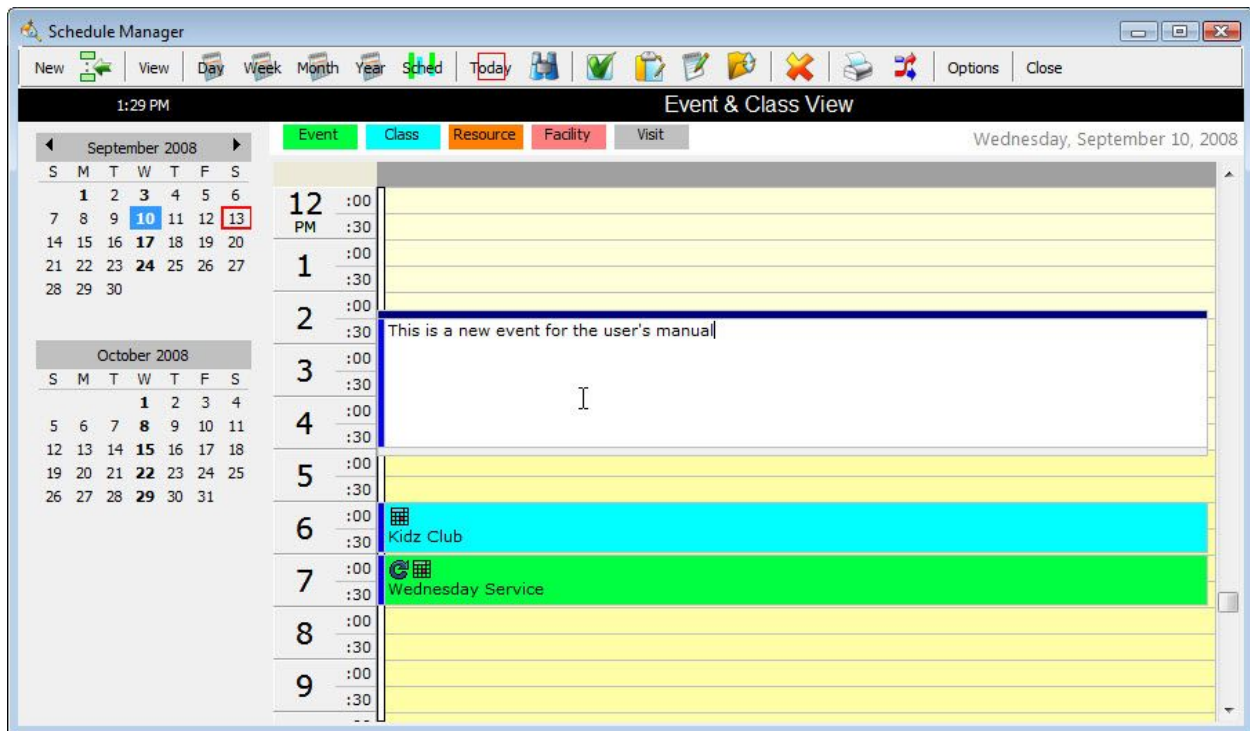 Schedule Manager
New View Day Week Month Year Sched Today Options Close
1:29 PM Event & Class View
Event Class Resource Facility Visit Wednesday, September 10, 2008
September 2008
S M T W T F S
1 2 3 4 5 6
7 8 9 10 11 12 13
14 15 16 17 18 19 20
21 22 23 24 25 26 27
28 29 30
October 2008
S M T W T F S
1 2 3 4
5 6 7 8 9 10 11
12 13 14 15 16 17 18
19 20 21 22 23 24 25
26 27 28 29 30 31
12 PM :00
:30
1 :00
:30
2 :00
:30 This is a new event for the user's manual
3 :00
:30
4 :00
:30
5 :00
:30
6 :00
:30 Kidz Club
7 :00
:30 Wednesday Service
8 :00
:30
9 :00
:30